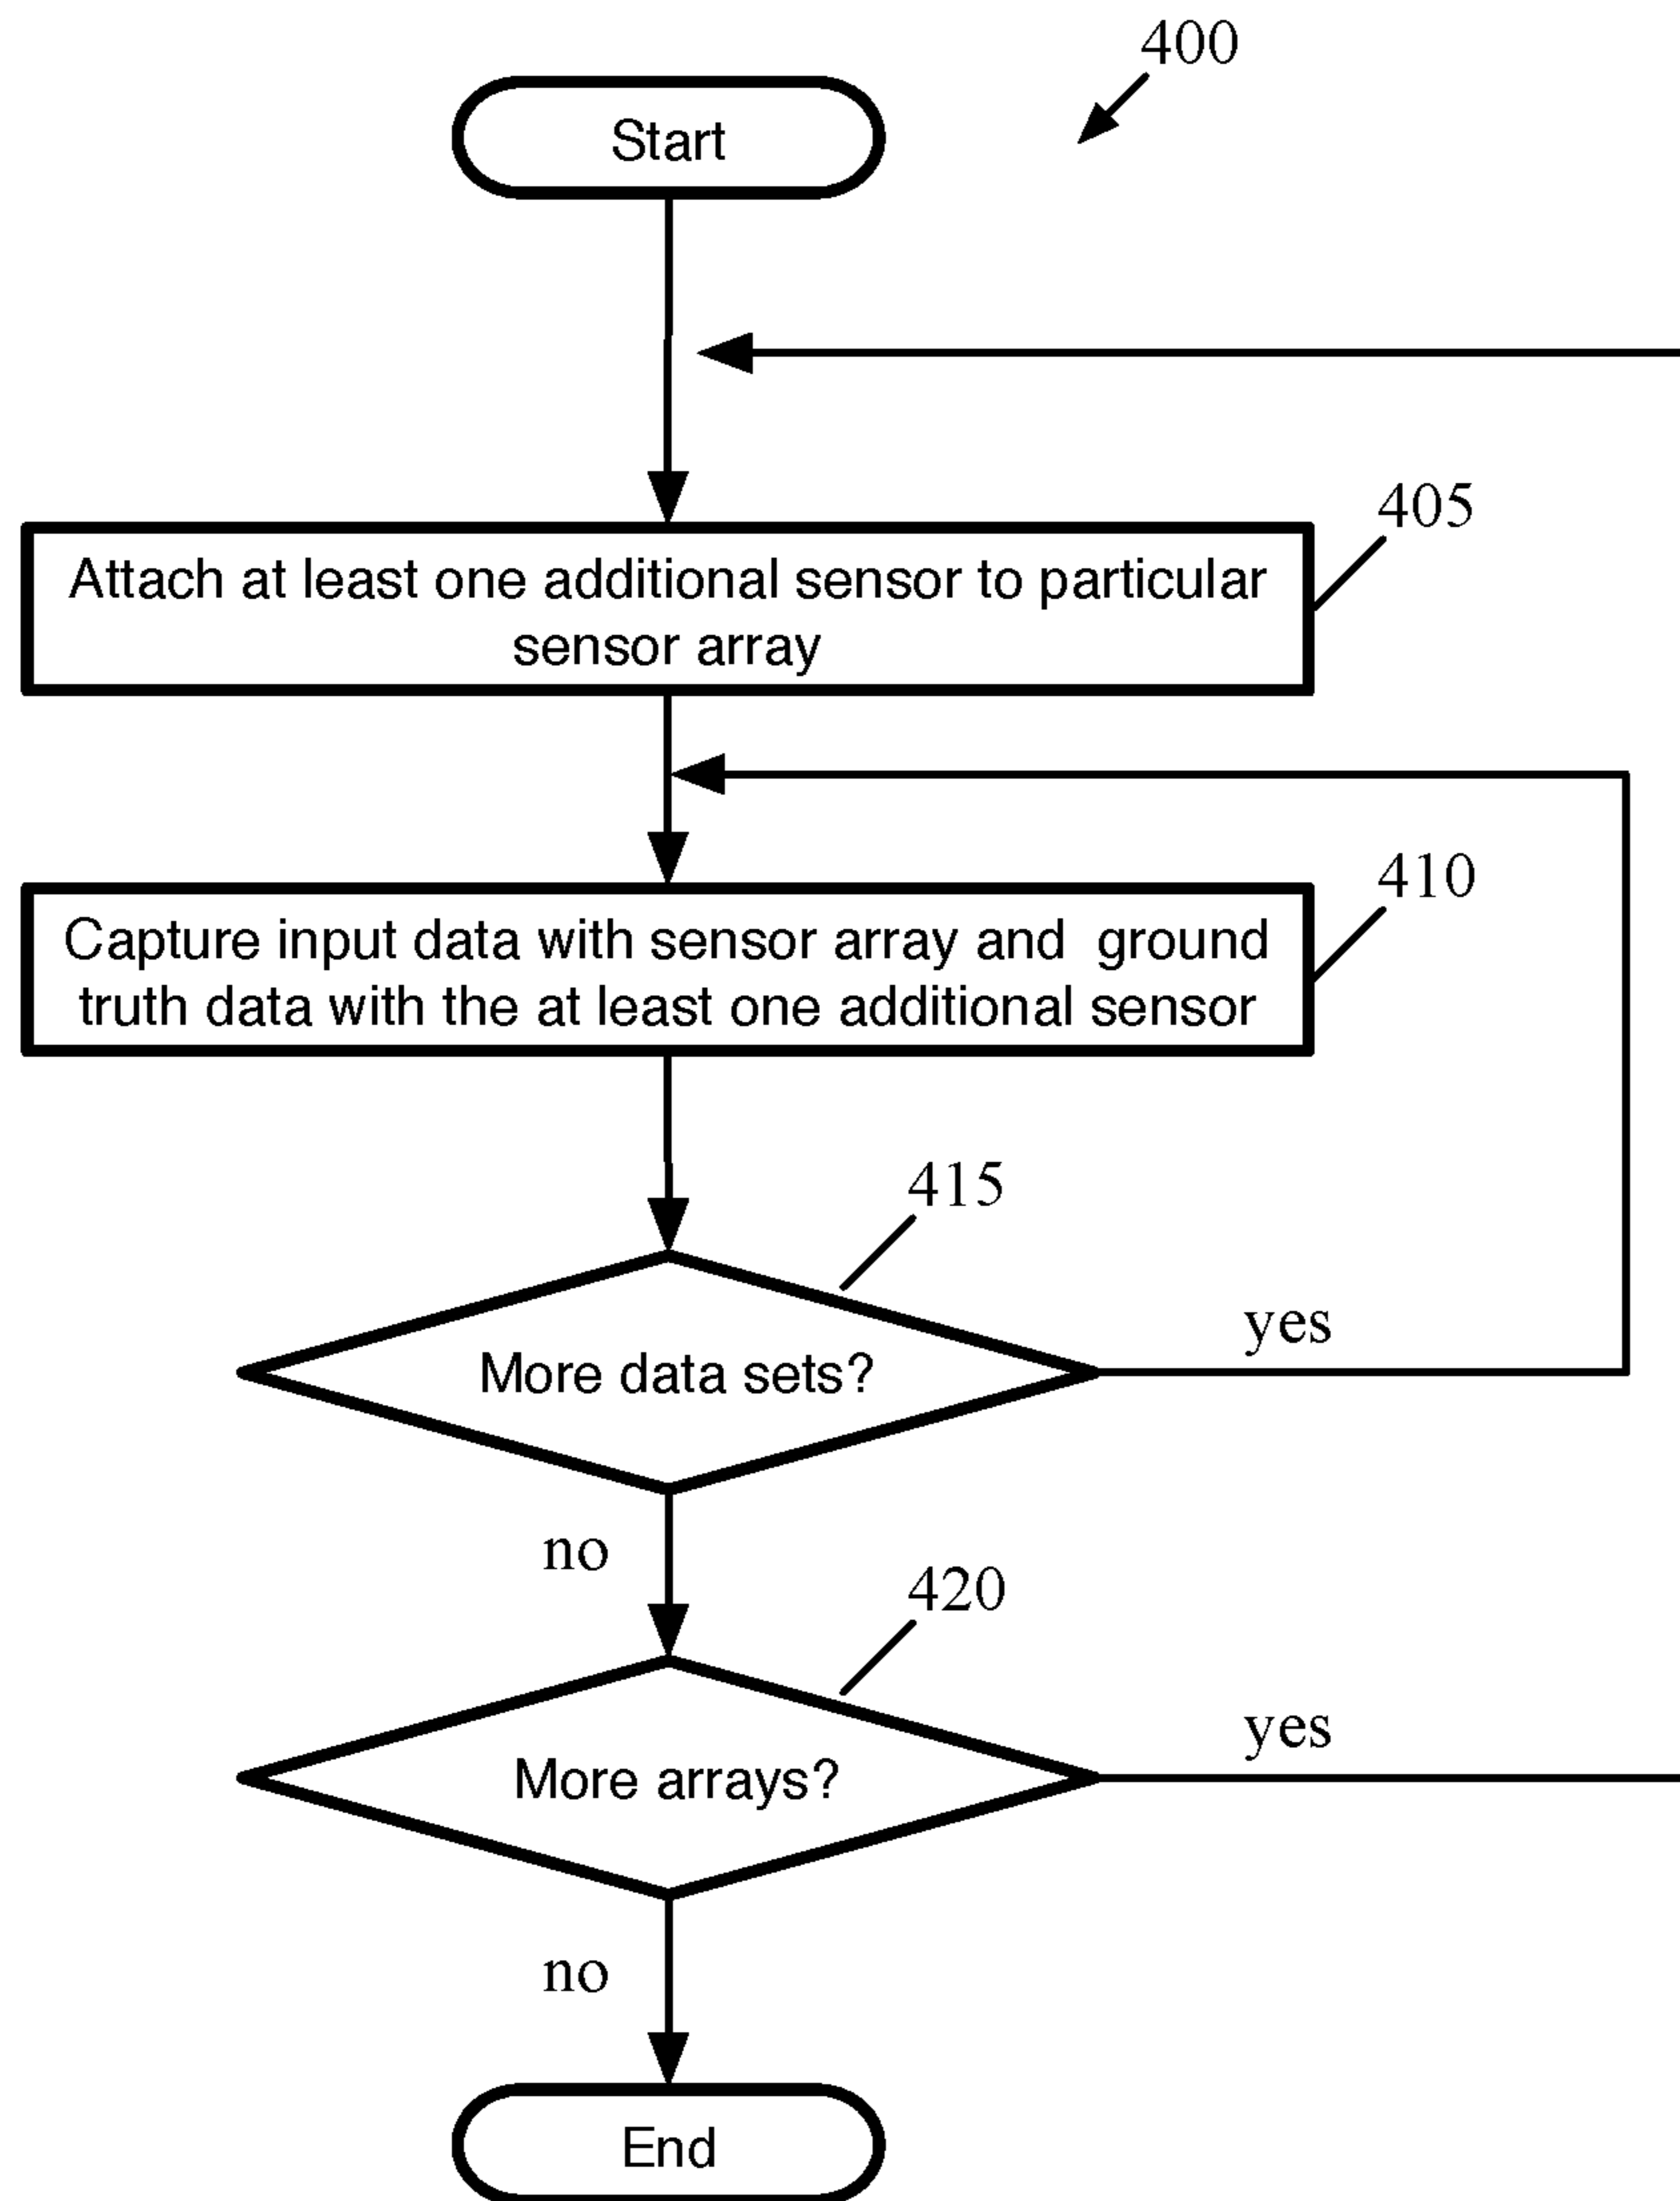 400
Start
405
Attach at least one additional sensor to particular
sensor array
410
Capture input data with sensor array and ground
truth data with the at least one additional sensor
415
More data sets?
yes
no
420
More arrays?
yes
no
End